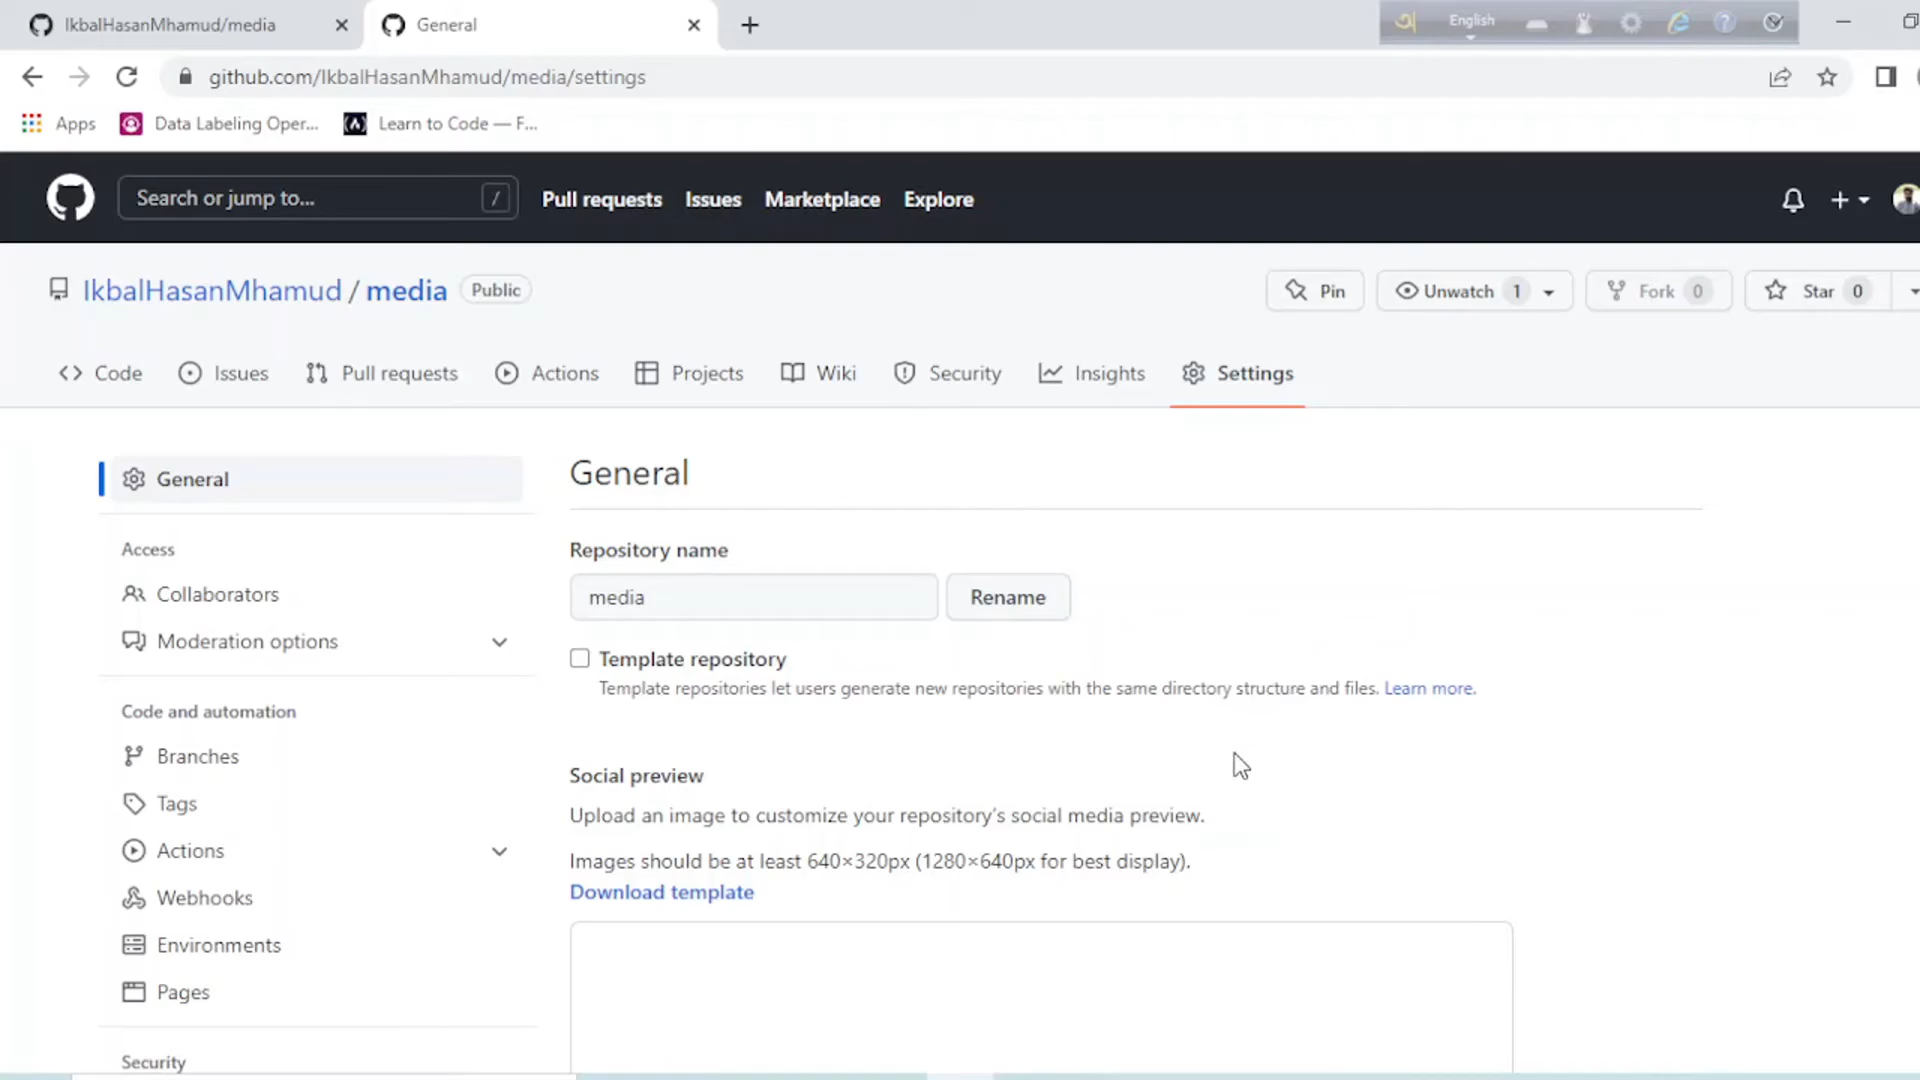 IkbalHasanMhamud/media
General
English
github.com/IkbalHasanMhamud/media/settings
Apps
Data Labeling Oper...
Learn to Code — F...
Search or jump to...
/
Pull requests
Issues
Marketplace
Explore
IkbalHasanMhamud / media
Public
Pin
Unwatch 1
Fork 0
Star 0
Code
Issues
Pull requests
Actions
Projects
Wiki
Security
Insights
Settings
General
Access
Collaborators
Moderation options
Code and automation
Branches
Tags
Actions
Webhooks
Environments
Pages
Security
General
Repository name
media
Rename
Template repository
Template repositories let users generate new repositories with the same directory structure and files. Learn more.
Social preview
Upload an image to customize your repository's social media preview.
Images should be at least 640×320px (1280×640px for best display).
Download template